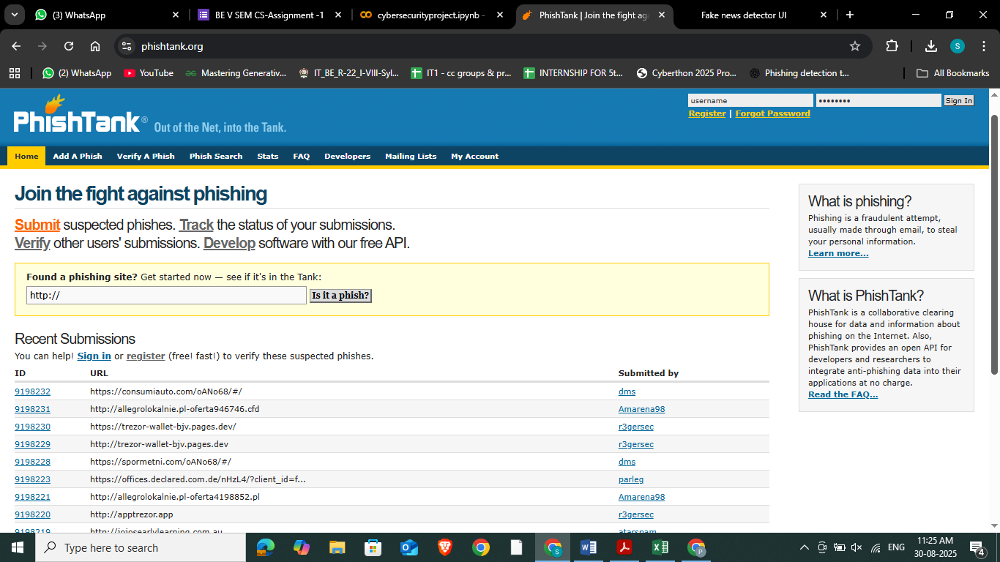 (3) WhatsApp
BE V SEM CS-Assignment -1
cybersecurityproject.ipynb -
PhishTank | Join the fight aga
Fake news detector UI
phishtank.org
S
(2) WhatsApp
YouTube
Mastering Generativ...
IT_BE_R-22_I-VIII-Syl...
IT1 - cc groups & pr...
INTERNSHIP FOR 5t...
Cyberthon 2025 Pro...
Phishing detection t...
All Bookmarks
PhishTank® Out of the Net, into the Tank.
username
Sign In
Register | Forgot Password
Home Add A Phish Verify A Phish Phish Search Stats FAQ Developers Mailing Lists My Account
Join the fight against phishing
Submit suspected phishes. Track the status of your submissions.
Verify other users' submissions. Develop software with our free API.
Found a phishing site? Get started now — see if it's in the Tank:
http://
Is it a phish?
Recent Submissions
You can help! Sign in or register (free! fast!) to verify these suspected phishes.
ID URL Submitted by
9198232 https://consumiauto.com/oANo68/#/ dms
9198231 http://allegrolokalnie.pl-oferta946746.cfd Amarena98
9198230 https://trezor-wallet-bjv.pages.dev/ r3gersec
9198229 http://trezor-wallet-bjv.pages.dev r3gersec
9198228 https://spormetni.com/oANo68/#/ dms
9198223 https://offices.declared.com.de/nHzL4/?client_id=f... parleg
9198221 http://allegrolokalnie.pl-oferta4198852.pl Amarena98
9198220 http://apptrezor.app r3gersec
9198219 http://jojosearlylearning.com.au atarspam
What is phishing?
Phishing is a fraudulent attempt,
usually made through email, to steal
your personal information.
Learn more...
What is PhishTank?
PhishTank is a collaborative clearing
house for data and information about
phishing on the Internet. Also,
PhishTank provides an open API for
developers and researchers to
integrate anti-phishing data into their
applications at no charge.
Read the FAQ...
Type here to search
S
P
ENG
11:25 AM
30-08-2025
4